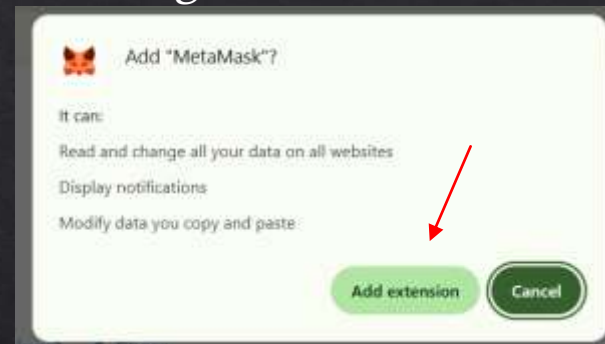 Add "MetaMask"?
It can:
Read and change all your data on all websites
Display notifications
Modify data you copy and paste
Add extension
Cancel